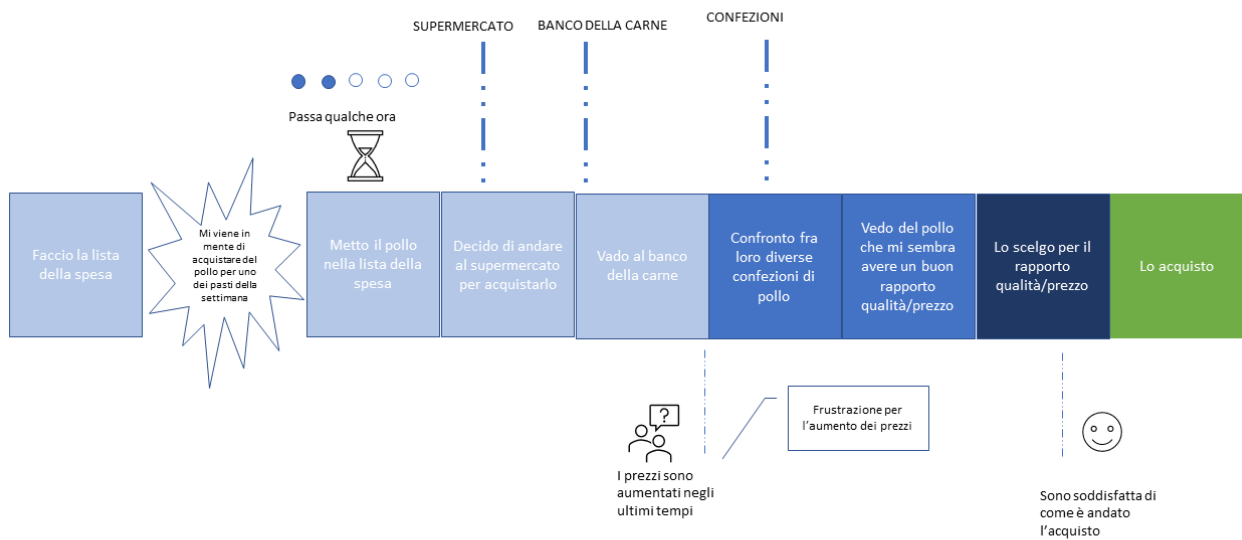 SUPERMERCATO
BANCO DELLA CARNE
CONFEZIONI
Passa qualche ora
Faccio la lista
della spesa
Mi viene in
mente di
acquistare del
pollo per uno
dei pasti della
settimana
Metto il pollo
nella lista della
spesa
Decido di andare
al supermercato
per acquistarlo
Vado al banco
della carne
Confronto fra
loro diverse
confezioni di
pollo
Vedo del pollo
che mi sembra
avere un buon
rapporto
qualità/prezzo
Lo scelgo per il
rapporto
qualità/prezzo
Lo acquisto
?
I prezzi sono
aumentati negli
ultimi tempi
Frustrazione per
l'aumento dei prezzi
Sono soddisfatta di
come è andato
l'acquisto